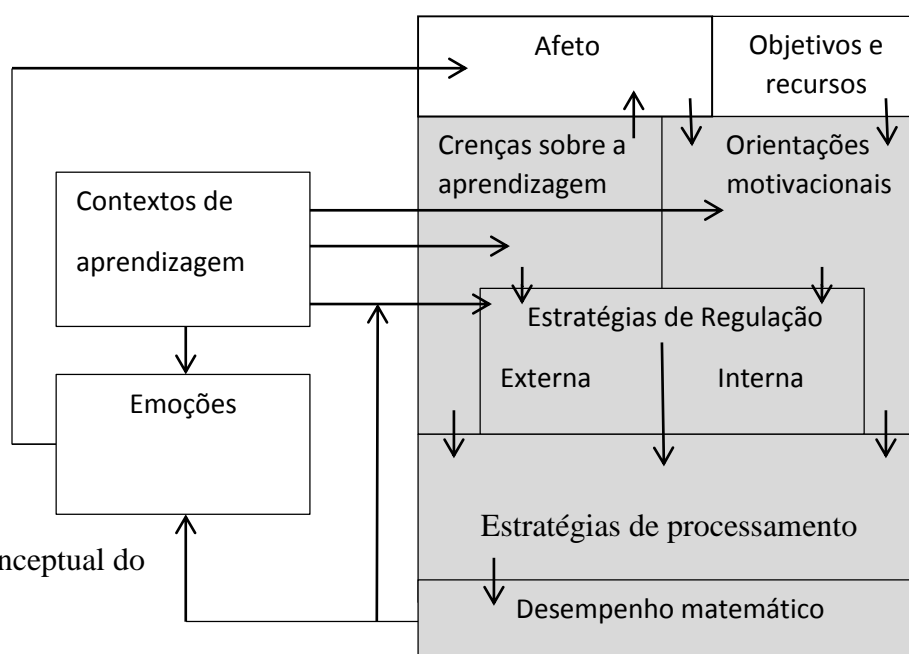 Afeto
Objetivos e
recursos
Crenças sobre a
aprendizagem
Orientações
motivacionais
Contextos de
aprendizagem
Estratégias de Regulação
Externa
Interna
Emoções
Estratégias de processamento
nceptual do
Desempenho matemático